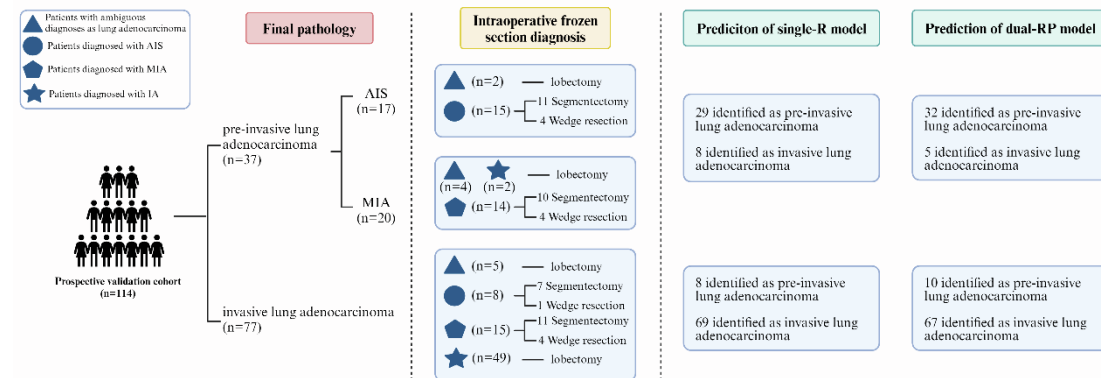 Patients with ambiguous
diagnoses as lung adenocarcinoma
Patients diagnosed with AIS
Patients diagnosed with MIA
Patients diagnosed with IA
Final pathology
Intraoperative frozen
section diagnosis
Prediciton of single-R model
Prediction of dual-RP model
Prospective validation cohort
(n=114)
pre-invasive lung
adenocarcinoma
(n=37)
AIS
(n=17)
MIA
(n=20)
invasive lung adenocarcinoma
(n=77)
(n=2) lobectomy
(n=15) 11 Segmentectomy
4 Wedge resection
(n=4) (n=2) lobectomy
(n=14) 10 Segmentectomy
4 Wedge resection
(n=5) lobectomy
(n=8) 7 Segmentectomy
1 Wedge resection
(n=15) 11 Segmentectomy
4 Wedge resection
(n=49) lobectomy
29 identified as pre-invasive
lung adenocarcinoma
8 identified as invasive lung
adenocarcinoma
32 identified as pre-invasive
lung adenocarcinoma
5 identified as invasive lung
adenocarcinoma
8 identified as pre-invasive
lung adenocarcinoma
69 identified as invasive lung
adenocarcinoma
10 identified as pre-invasive
lung adenocarcinoma
67 identified as invasive lung
adenocarcinoma